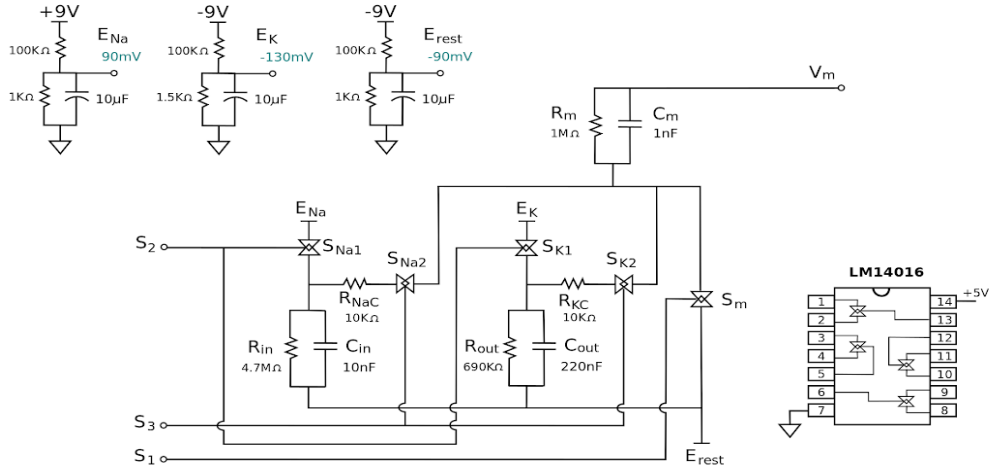 +9V
-9V
-9V
100KΩ
E_Na
90mV
100KΩ
E_K
-130mV
100KΩ
E_rest
-90mV
1KΩ
10μF
1.5KΩ
10μF
1KΩ
10μF
V_m
R_m
1MΩ
C_m
1nF
E_Na
E_K
S_2
S_Na1
S_Na2
S_K1
S_K2
R_NaC
10KΩ
R_KC
10KΩ
S_m
R_in
4.7MΩ
C_in
10nF
R_out
690KΩ
C_out
220nF
S_3
S_1
E_rest
LM14016
+5V
1 14
2 13
3 12
4 11
5 10
6 9
7 8